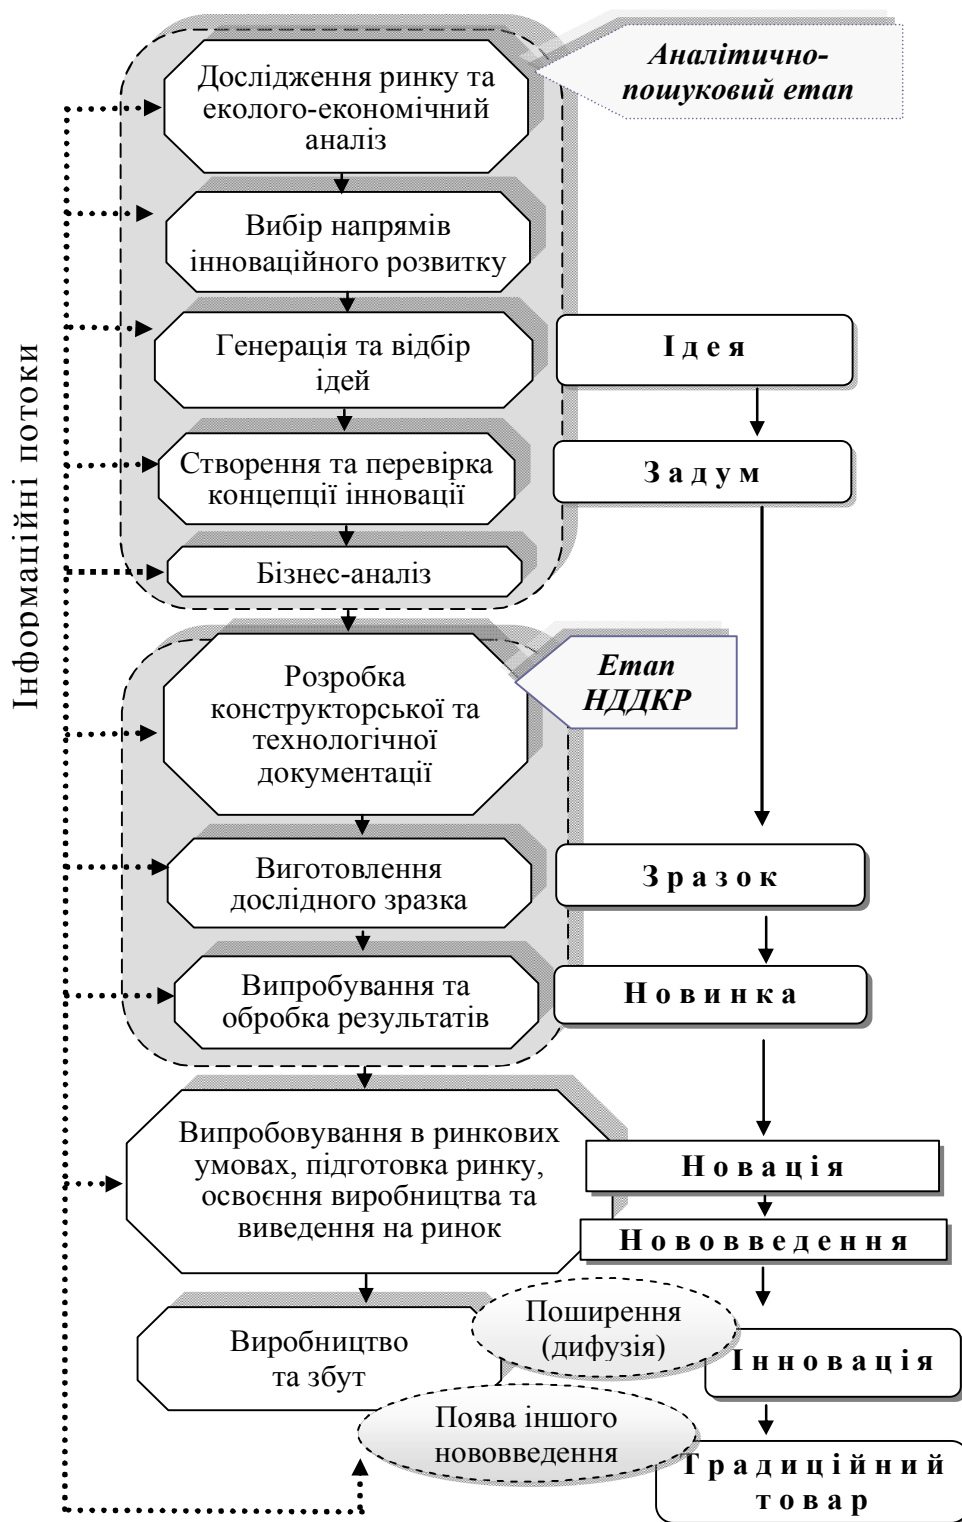 Аналітично-
пошуковий етап
Дослідження ринку та
еколого-економічний
аналіз
Вибір напрямів
інноваційного розвитку
Генерація та відбір
ідей
Ідея
Створення та перевірка
концепції інновації
Задум
Бізнес-аналіз
Інформаційні потоки
Розробка
конструкторської та
технологічної
документації
Етап
НДДКР
Виготовлення
дослідного зразка
Зразок
Випробування та
обробка результатів
Новинка
Випробовування в ринкових
умовах, підготовка ринку,
освоєння виробництва та
виведення на ринок
Новація
Нововведення
Виробництво
та збут
Поширення
(дифузія)
Інновація
Поява іншого
нововведення
Традиційний
товар